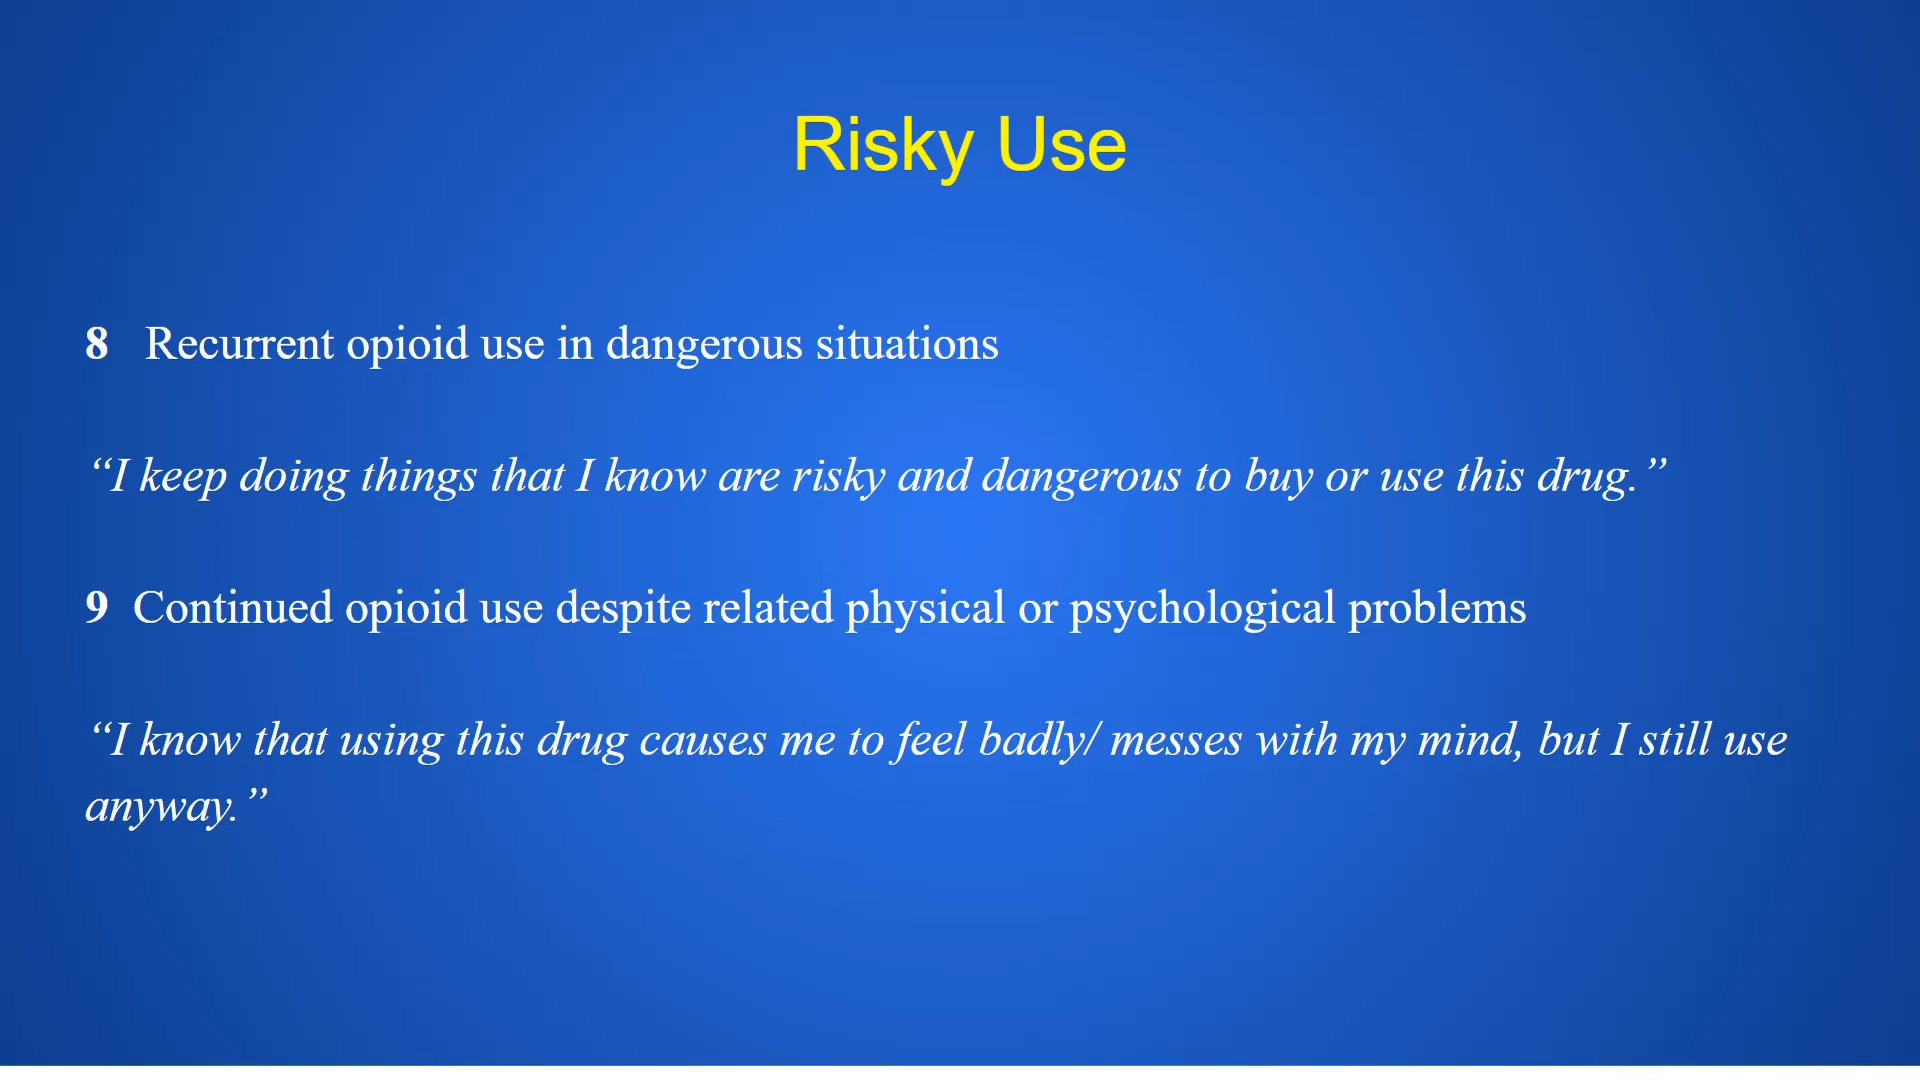 Risky Use
8 Recurrent opioid use in dangerous situations
“I keep doing things that I know are risky and dangerous to buy or use this drug.”
9 Continued opioid use despite related physical or psychological problems
“I know that using this drug causes me to feel badly/ messes with my mind, but I still use
anyway.”